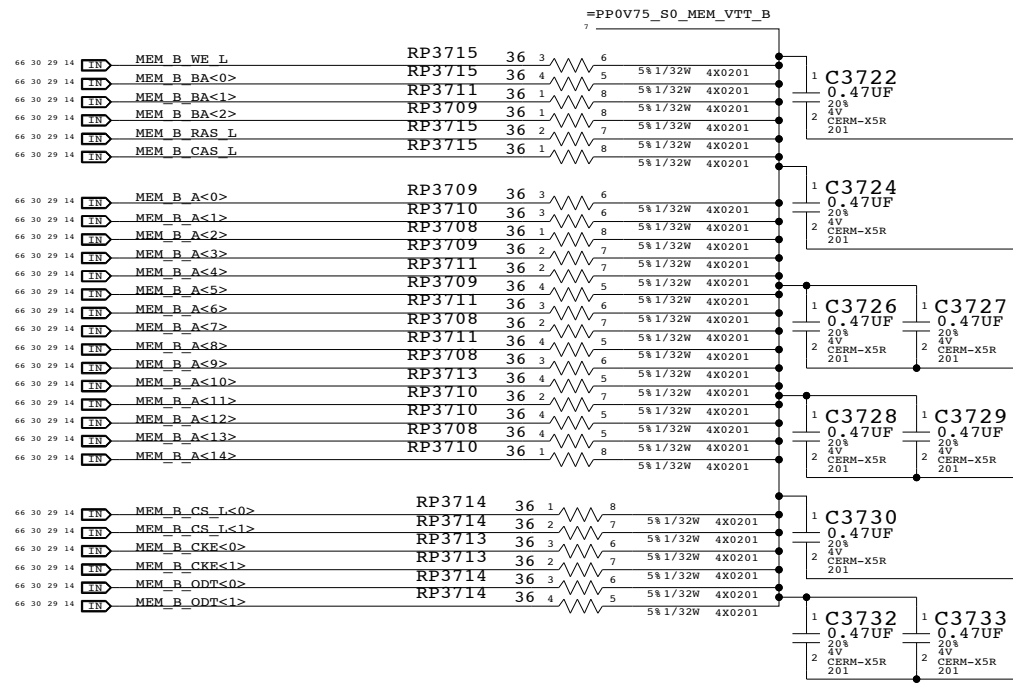 =PP0V75_S0_MEM_VTT_B
7
66 30 29 14 IN MEM_B_WE_L RP3715 36 3 6 5% 1/32W 4X0201
66 30 29 14 IN MEM_B_BA<0> RP3715 36 4 5 5% 1/32W 4X0201
66 30 29 14 IN MEM_B_BA<1> RP3711 36 1 8 5% 1/32W 4X0201
66 30 29 14 IN MEM_B_BA<2> RP3709 36 1 8 5% 1/32W 4X0201
66 30 29 14 IN MEM_B_RAS_L RP3715 36 2 7 5% 1/32W 4X0201
66 30 29 14 IN MEM_B_CAS_L RP3715 36 1 8 5% 1/32W 4X0201
1 C3722
0.47UF
20%
4V
2 CERM-X5R
201
66 30 29 14 IN MEM_B_A<0> RP3709 36 3 6 5% 1/32W 4X0201
66 30 29 14 IN MEM_B_A<1> RP3710 36 3 6 5% 1/32W 4X0201
66 30 29 14 IN MEM_B_A<2> RP3708 36 1 8 5% 1/32W 4X0201
66 30 29 14 IN MEM_B_A<3> RP3709 36 2 7 5% 1/32W 4X0201
66 30 29 14 IN MEM_B_A<4> RP3711 36 2 7 5% 1/32W 4X0201
66 30 29 14 IN MEM_B_A<5> RP3709 36 4 5 5% 1/32W 4X0201
66 30 29 14 IN MEM_B_A<6> RP3711 36 3 6 5% 1/32W 4X0201
66 30 29 14 IN MEM_B_A<7> RP3708 36 2 7 5% 1/32W 4X0201
66 30 29 14 IN MEM_B_A<8> RP3711 36 4 5 5% 1/32W 4X0201
66 30 29 14 IN MEM_B_A<9> RP3708 36 3 6 5% 1/32W 4X0201
66 30 29 14 IN MEM_B_A<10> RP3713 36 4 5 5% 1/32W 4X0201
66 30 29 14 IN MEM_B_A<11> RP3710 36 2 7 5% 1/32W 4X0201
66 30 29 14 IN MEM_B_A<12> RP3710 36 4 5 5% 1/32W 4X0201
66 30 29 14 IN MEM_B_A<13> RP3708 36 4 5 5% 1/32W 4X0201
66 30 29 14 IN MEM_B_A<14> RP3710 36 1 8 5% 1/32W 4X0201
1 C3724
0.47UF
20%
4V
2 CERM-X5R
201
1 C3726 1 C3727
0.47UF 0.47UF
20% 20%
4V 4V
2 CERM-X5R 2 CERM-X5R
201 201
1 C3728 1 C3729
0.47UF 0.47UF
20% 20%
4V 4V
2 CERM-X5R 2 CERM-X5R
201 201
66 30 29 14 IN MEM_B_CS_L<0> RP3714 36 1 8 5% 1/32W 4X0201
66 30 29 14 IN MEM_B_CS_L<1> RP3714 36 2 7 5% 1/32W 4X0201
66 30 29 14 IN MEM_B_CKE<0> RP3713 36 3 6 5% 1/32W 4X0201
66 30 29 14 IN MEM_B_CKE<1> RP3713 36 2 7 5% 1/32W 4X0201
66 30 29 14 IN MEM_B_ODT<0> RP3714 36 3 6 5% 1/32W 4X0201
66 30 29 14 IN MEM_B_ODT<1> RP3714 36 4 5 5% 1/32W 4X0201
1 C3730
0.47UF
20%
4V
2 CERM-X5R
201
1 C3732 1 C3733
0.47UF 0.47UF
20% 20%
4V 4V
2 CERM-X5R 2 CERM-X5R
201 201